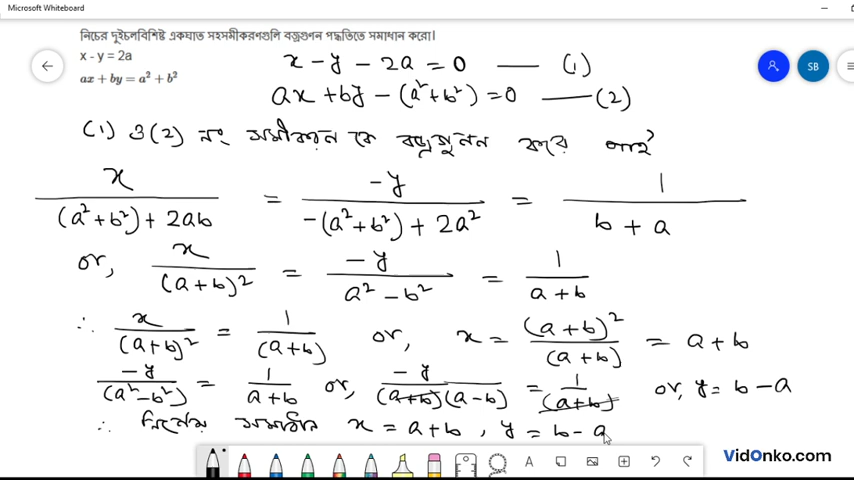 Microsoft Whiteboard
নিচের দুইচলবিশিষ্ট একঘাত সহসমীকরণগুলি বজ্রগুণন পদ্ধতিতে সমাধান করো।
x - y = 2a
ax + by = a² + b²
SB
x - y - 2a = 0 —— (1)
ax + by - (a² + b²) = 0 —— (2)
(1) ও (2) নং সমীকরণ কে বজ্রগুনন করে পাই
x/((a² + b²) + 2ab) = -y/(-(a² + b²) + 2a²) = 1/(b + a)
or, x/(a + b)² = -y/(a² - b²) = 1/(a + b)
∴ x/(a + b)² = 1/(a + b) or, x = (a + b)²/(a + b) = a + b
-y/(a² - b²) = 1/(a + b) or, -y/((a + b)(a - b)) = 1/(a + b) or, y = b - a
∴ নির্ণেয় সমাধান x = a + b, y = b - a
A
VidOnko.com